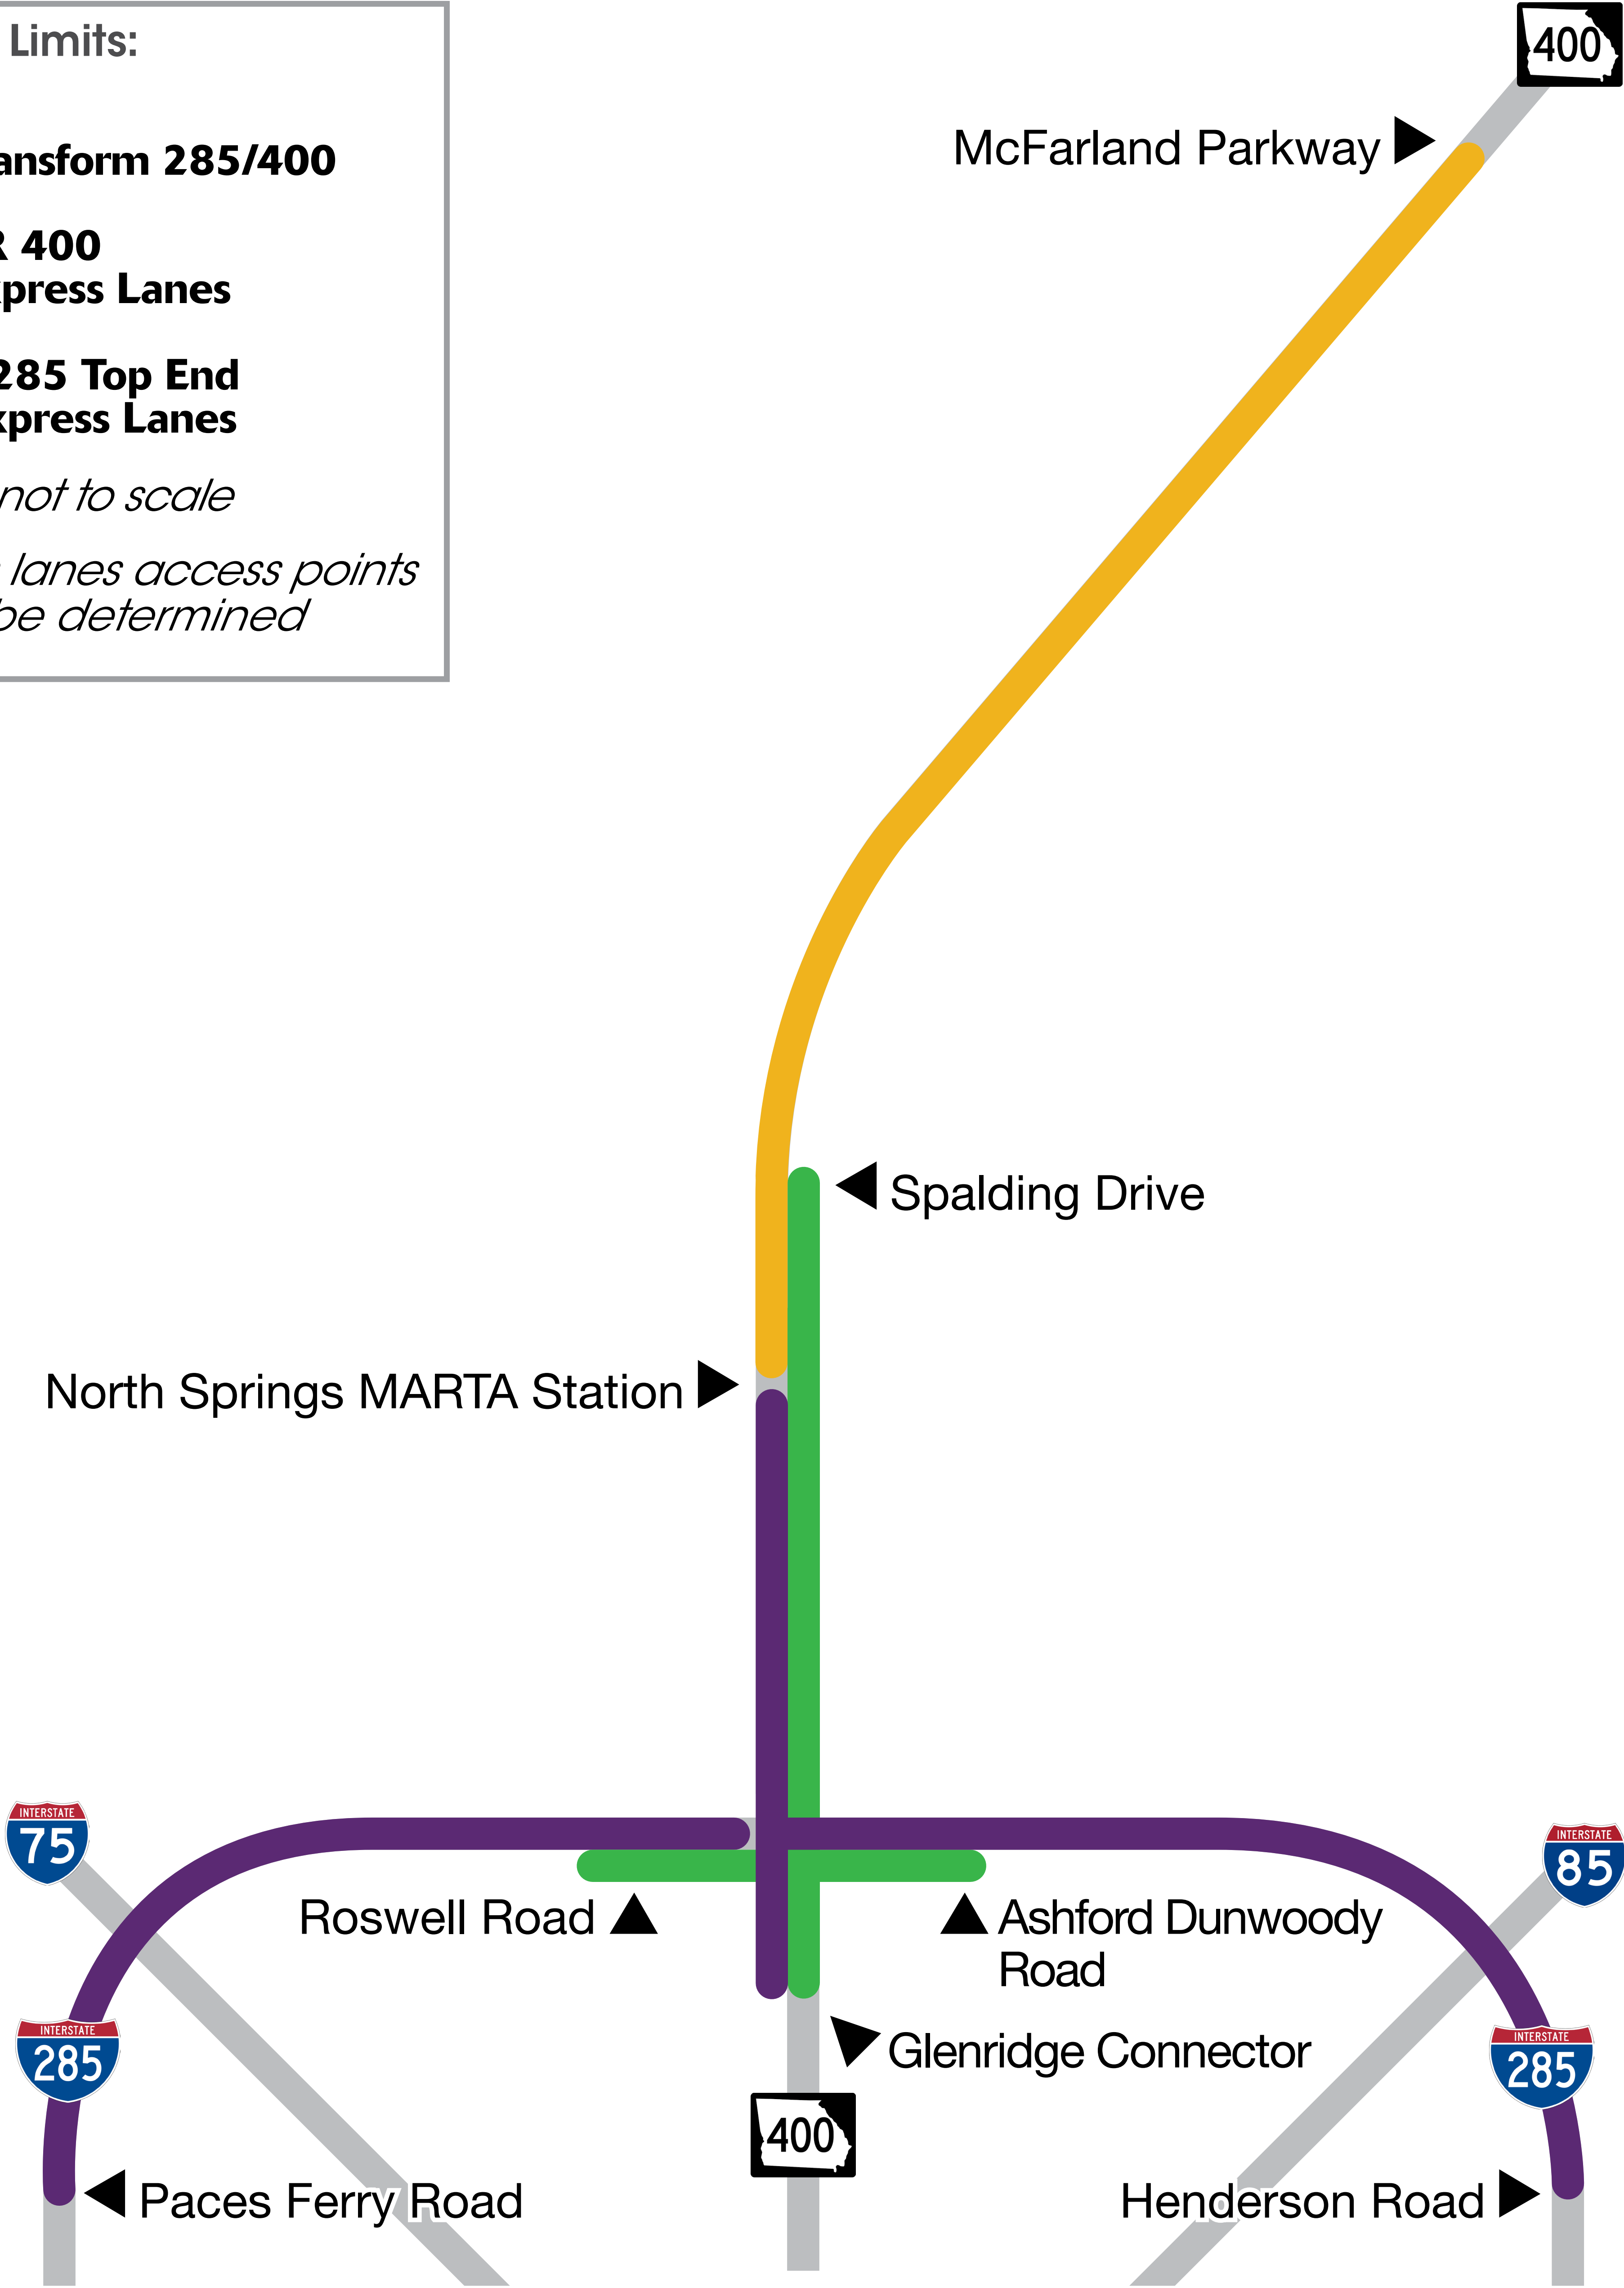 Limits:
ansform 285/400
R 400
press Lanes
285 Top End
xpress Lanes
not to scale
lanes access points
be determined
400
McFarland Parkway
Spalding Drive
North Springs MARTA Station
INTERSTATE
75
INTERSTATE
85
Roswell Road
Ashford Dunwoody
Road
INTERSTATE
285
INTERSTATE
285
Glenridge Connector
400
Paces Ferry Road
Henderson Road